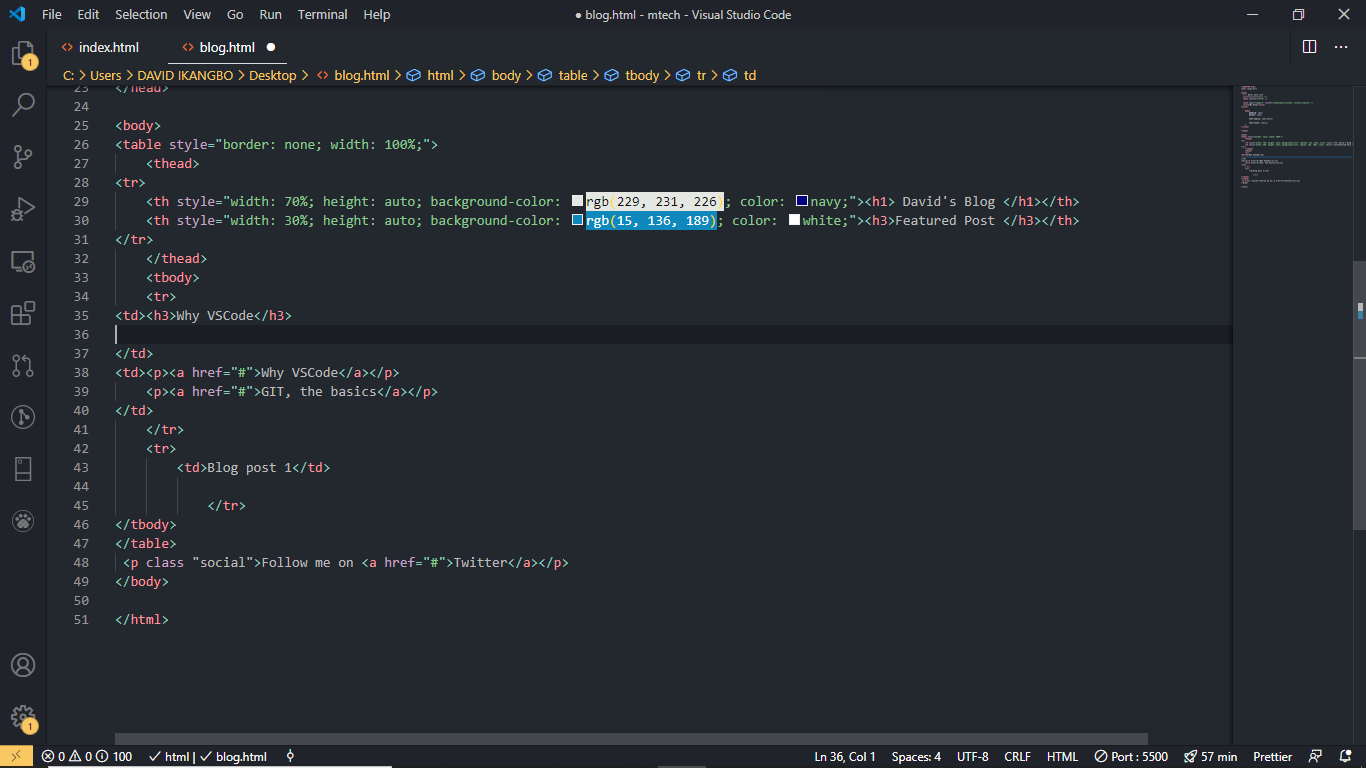 File Edit Selection View Go Run Terminal Help ● blog.html - mtech - Visual Studio Code
index.html blog.html ●
C: > Users > DAVID IKANGBO > Desktop > blog.html > html > body > table > tbody > tr > td
23 </head>
24
25 <body>
26 <table style="border: none; width: 100%;">
27 <thead>
28 <tr>
29 <th style="width: 70%; height: auto; background-color: rgb(229, 231, 226); color: navy;"><h1> David's Blog </h1></th>
30 <th style="width: 30%; height: auto; background-color: rgb(15, 136, 189); color: white;"><h3>Featured Post </h3></th>
31 </tr>
32 </thead>
33 <tbody>
34 <tr>
35 <td><h3>Why VSCode</h3>
36
37 </td>
38 <td><p><a href="#">Why VSCode</a></p>
39 <p><a href="#">GIT, the basics</a></p>
40 </td>
41 </tr>
42 <tr>
43 <td>Blog post 1</td>
44
45 </tr>
46 </tbody>
47 </table>
48 <p class "social">Follow me on <a href="#">Twitter</a></p>
49 </body>
50
51 </html>
1
1
0 0 100 html | blog.html Ln 36, Col 1 Spaces: 4 UTF-8 CRLF HTML Port : 5500 57 min Prettier